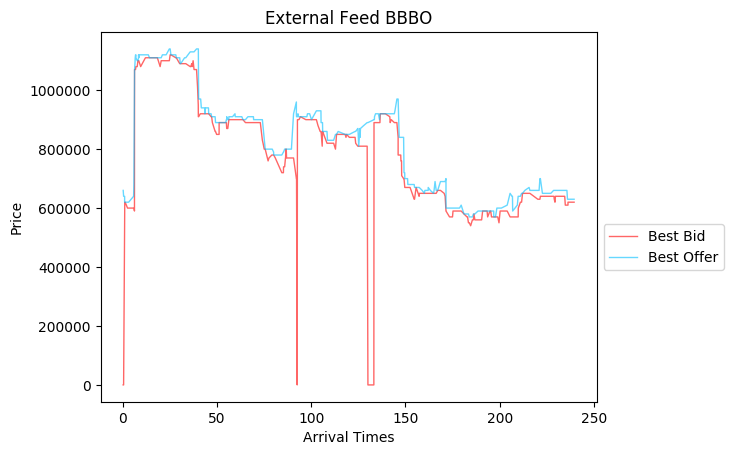 External Feed BBBO
Price
1000000
800000
600000
400000
200000
0
0 50 100 150 200 250
Arrival Times
Best Bid
Best Offer